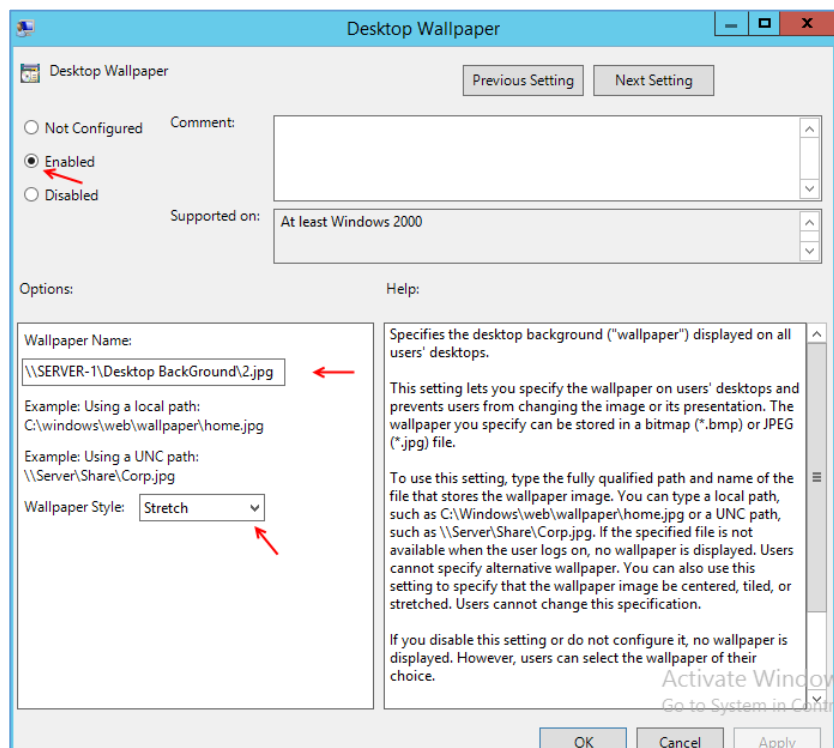 Desktop Wallpaper
Desktop Wallpaper
Previous Setting
Next Setting
Not Configured
Comment:
Enabled
Disabled
Supported on:
At least Windows 2000
Options:
Help:
Wallpaper Name:
\\SERVER-1\Desktop BackGround\2.jpg
Example: Using a local path:
C:\windows\web\wallpaper\home.jpg
Example: Using a UNC path:
\\Server\Share\Corp.jpg
Wallpaper Style:
Stretch
Specifies the desktop background ("wallpaper") displayed on all
users' desktops.
This setting lets you specify the wallpaper on users' desktops and
prevents users from changing the image or its presentation. The
wallpaper you specify can be stored in a bitmap (*.bmp) or JPEG
(*.jpg) file.
To use this setting, type the fully qualified path and name of the
file that stores the wallpaper image. You can type a local path,
such as C:\Windows\web\wallpaper\home.jpg or a UNC path,
such as \\Server\Share\Corp.jpg. If the specified file is not
available when the user logs on, no wallpaper is displayed. Users
cannot specify alternative wallpaper. You can also use this
setting to specify that the wallpaper image be centered, tiled, or
stretched. Users cannot change this specification.
If you disable this setting or do not configure it, no wallpaper is
displayed. However, users can select the wallpaper of their
choice.
Activate Window
Go to System in Contr
OK
Cancel
Apply